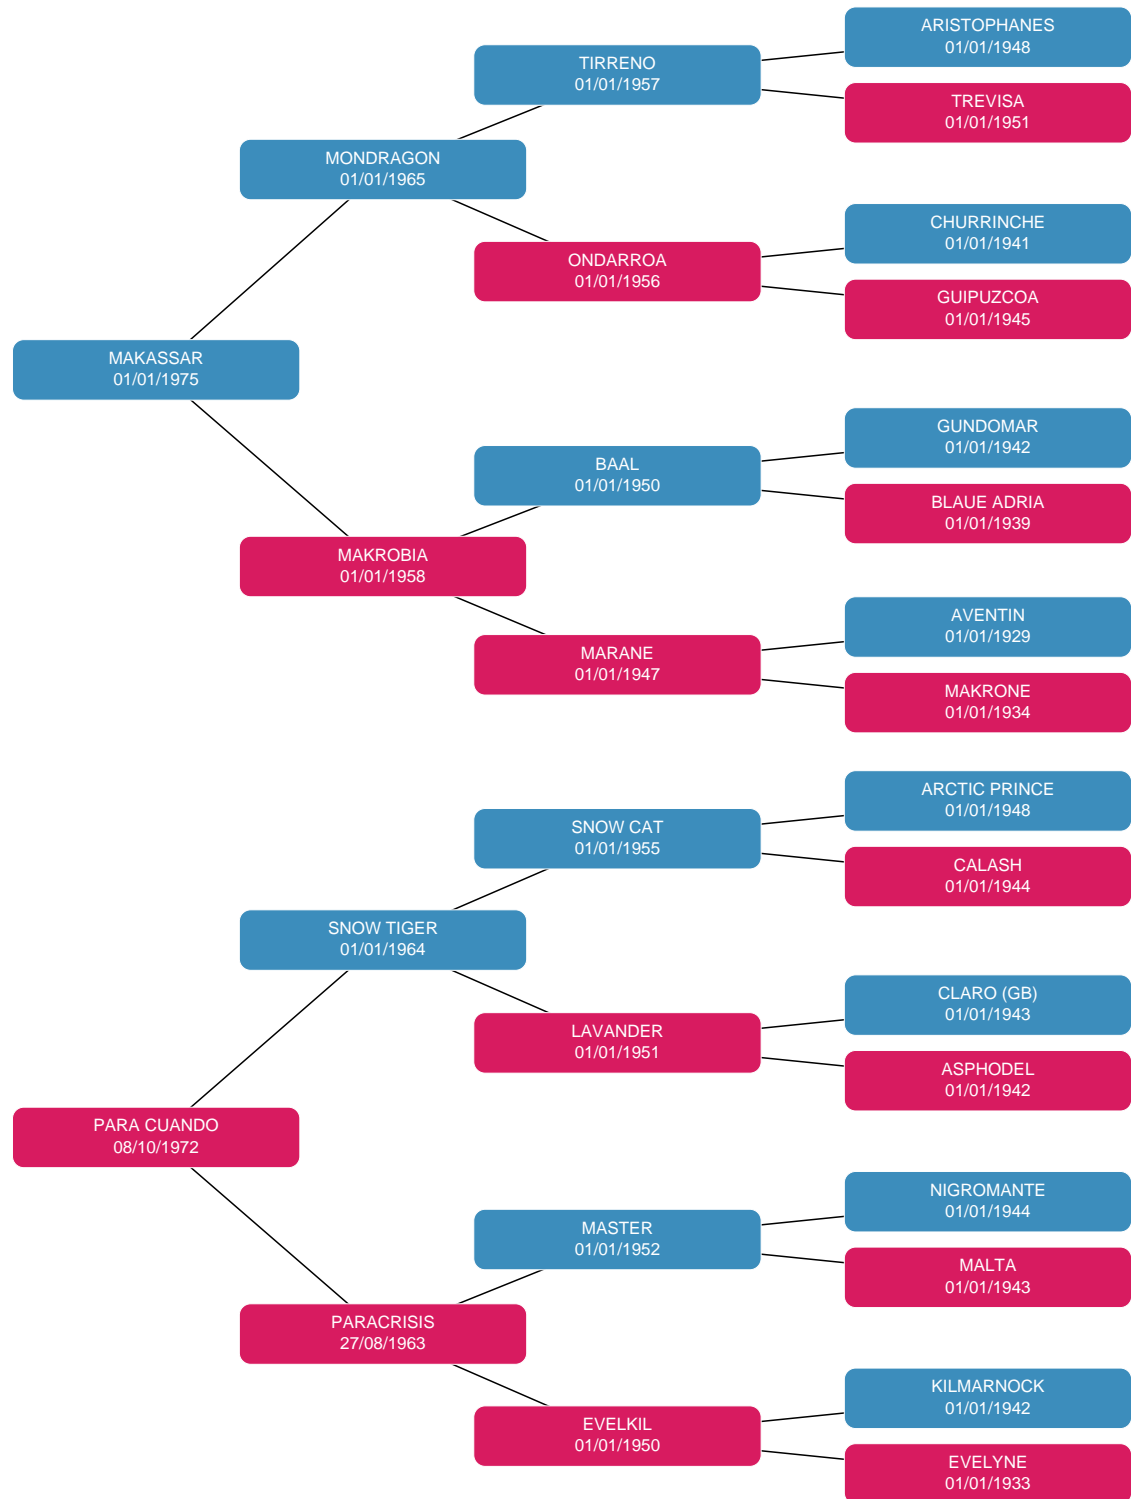 ARISTOPHANES
01/01/1948
TIRRENO
01/01/1957
TREVISA
01/01/1951
MONDRAGON
01/01/1965
CHURRINCHE
01/01/1941
ONDARROA
01/01/1956
GUIPUZCOA
01/01/1945
MAKASSAR
01/01/1975
GUNDOMAR
01/01/1942
BAAL
01/01/1950
BLAUE ADRIA
01/01/1939
MAKROBIA
01/01/1958
AVENTIN
01/01/1929
MARANE
01/01/1947
MAKRONE
01/01/1934
ARCTIC PRINCE
01/01/1948
SNOW CAT
01/01/1955
CALASH
01/01/1944
SNOW TIGER
01/01/1964
CLARO (GB)
01/01/1943
LAVANDER
01/01/1951
ASPHODEL
01/01/1942
PARA CUANDO
08/10/1972
NIGROMANTE
01/01/1944
MASTER
01/01/1952
MALTA
01/01/1943
PARACRISIS
27/08/1963
KILMARNOCK
01/01/1942
EVELKIL
01/01/1950
EVELYNE
01/01/1933